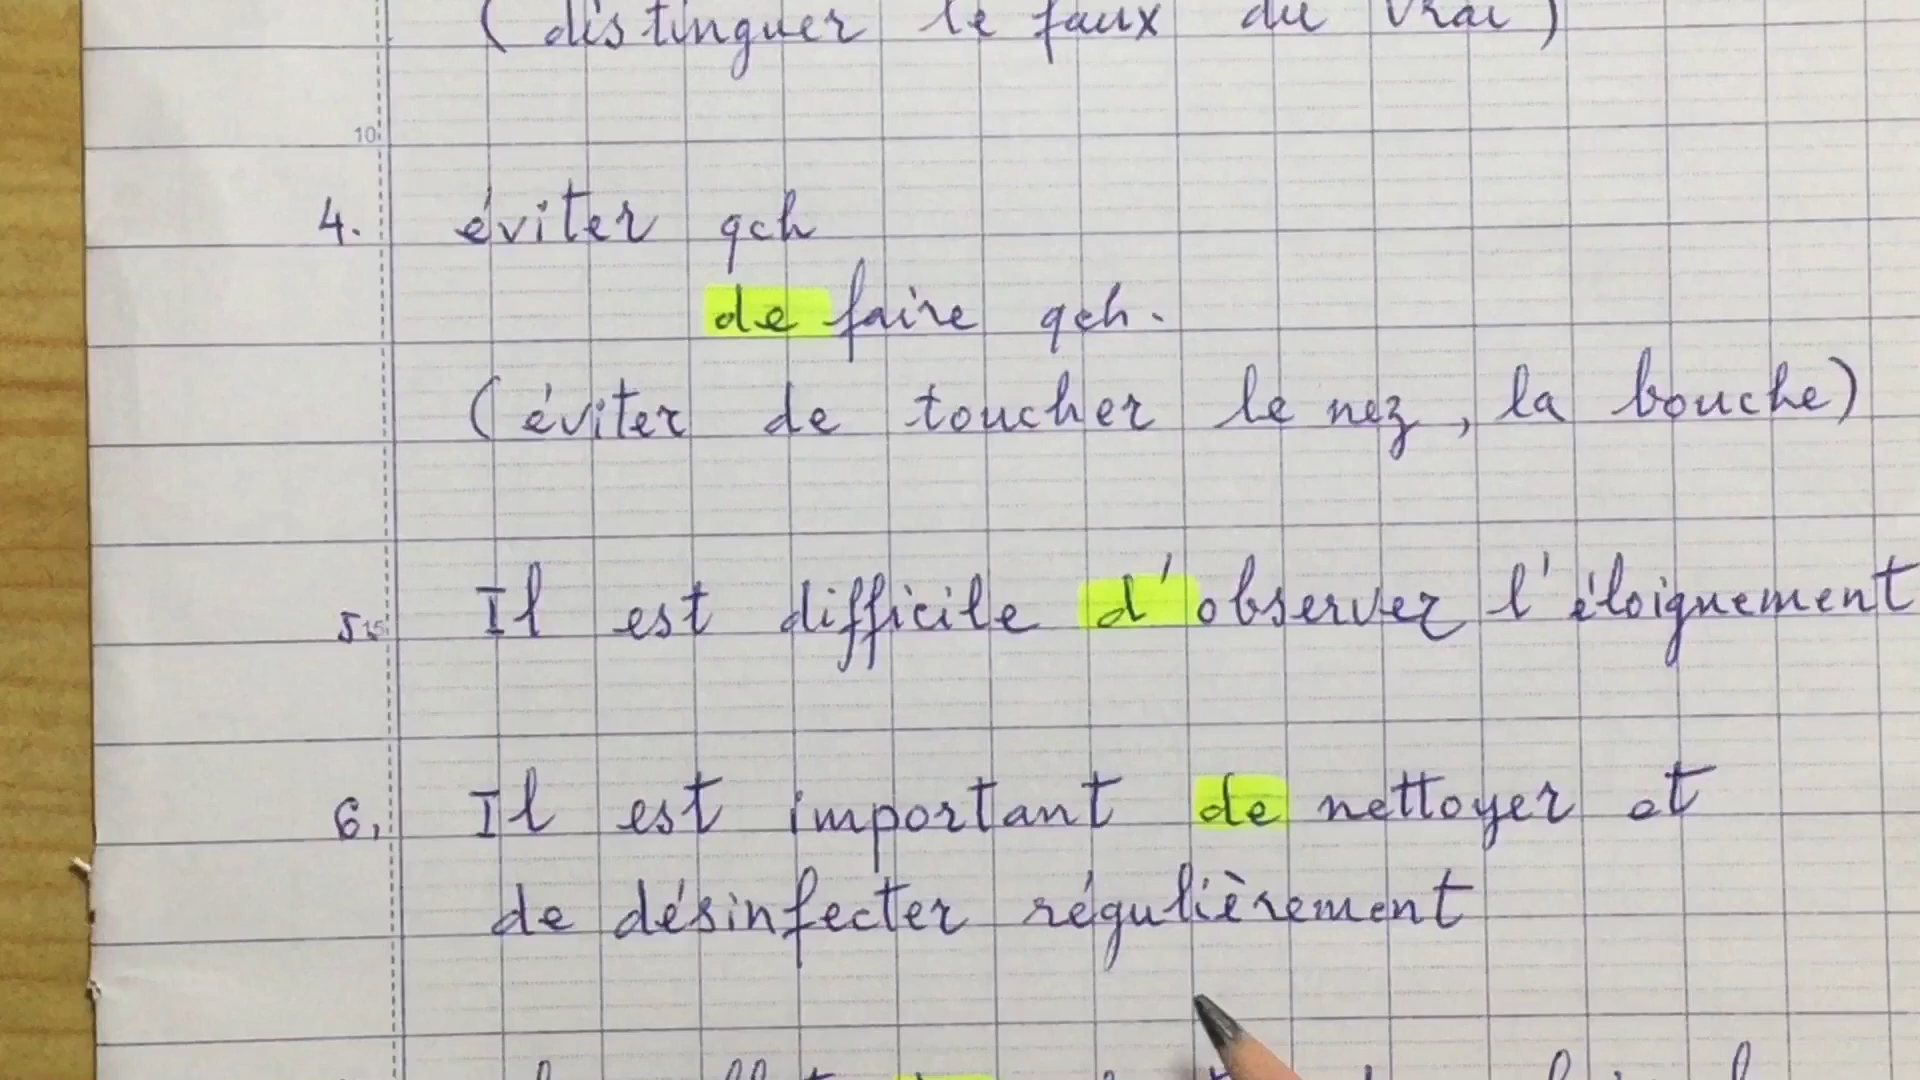 (distinguer le faux du vrai)
10
4. éviter qch
de faire qch.
(éviter de toucher le nez, la bouche)
5. 15 Il est difficile d'observer l'éloignement
6. Il est important de nettoyer et
de désinfecter régulièrement